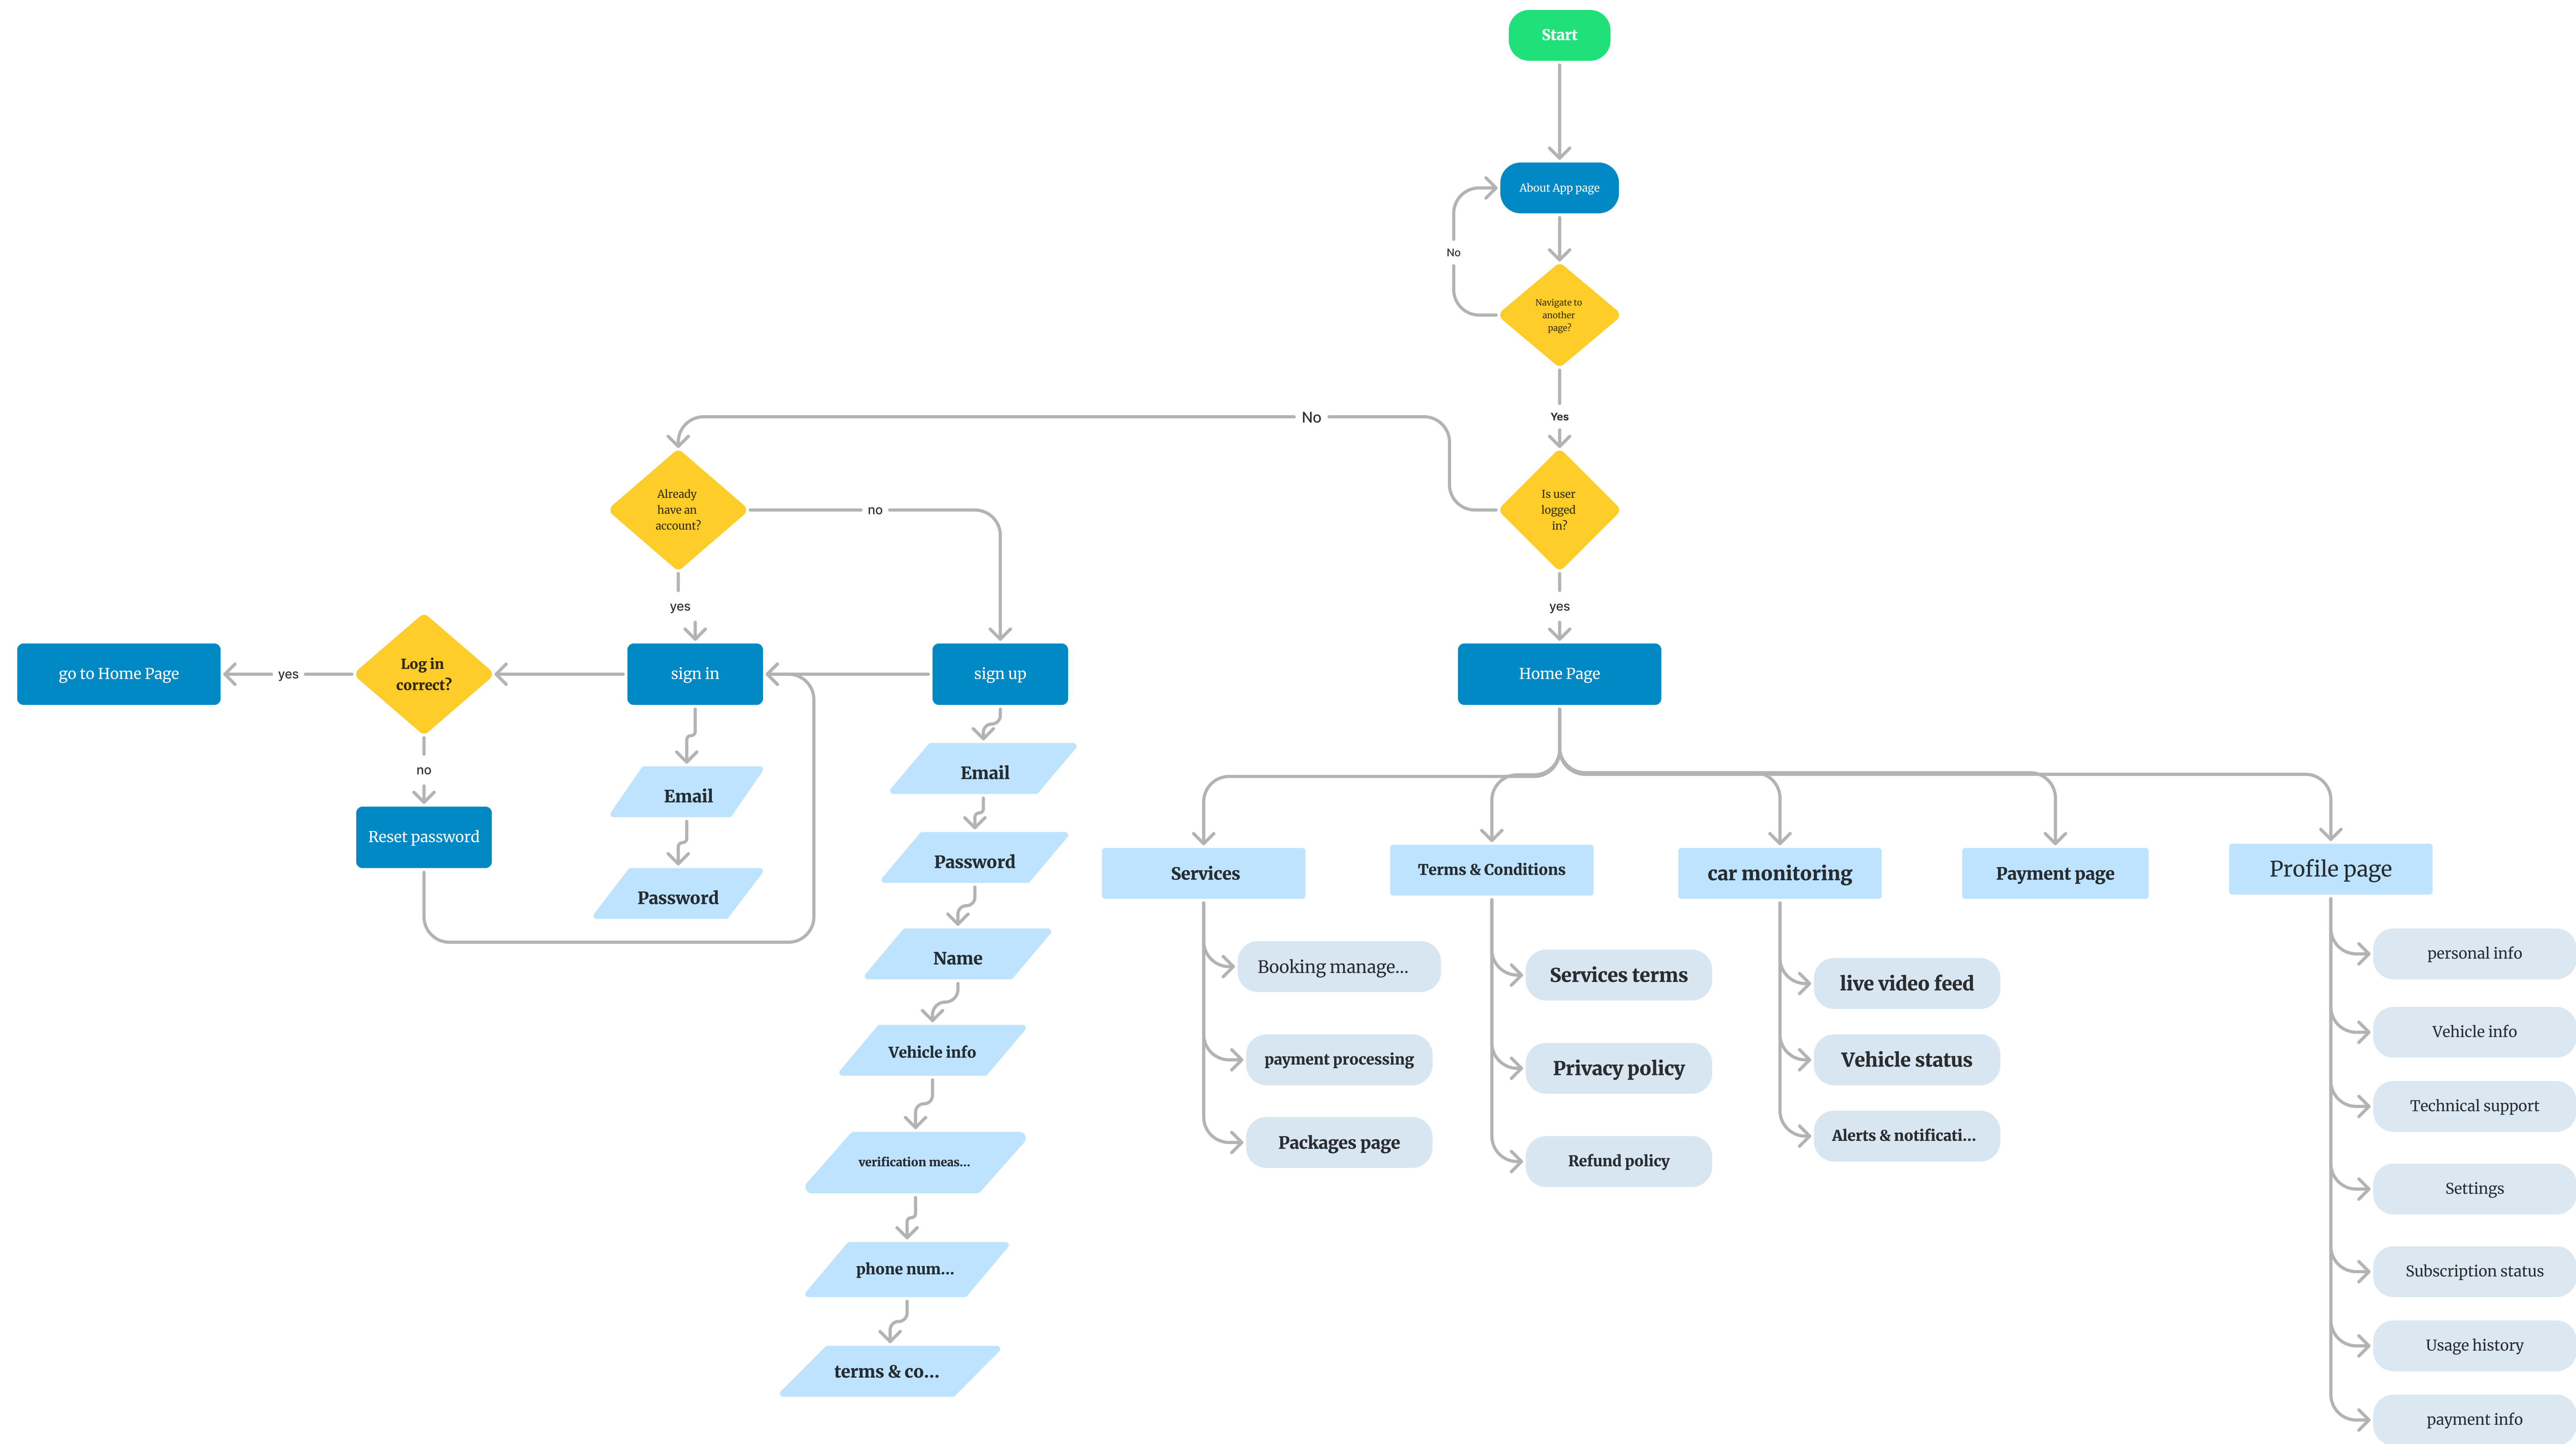 Start
About App page
No
Navigate to
another
page?
No
Yes
Already
have an
account?
no
Is user
logged
in?
yes
yes
go to Home Page
yes
Log in
correct?
sign in
sign up
Home Page
no
Reset password
Email
Password
Email
Password
Name
Vehicle info
verification meas...
phone num...
terms & co...
Services
Terms & Conditions
car monitoring
Payment page
Profile page
Booking manage...
payment processing
Packages page
Services terms
Privacy policy
Refund policy
live video feed
Vehicle status
Alerts & notificati...
personal info
Vehicle info
Technical support
Settings
Subscription status
Usage history
payment info